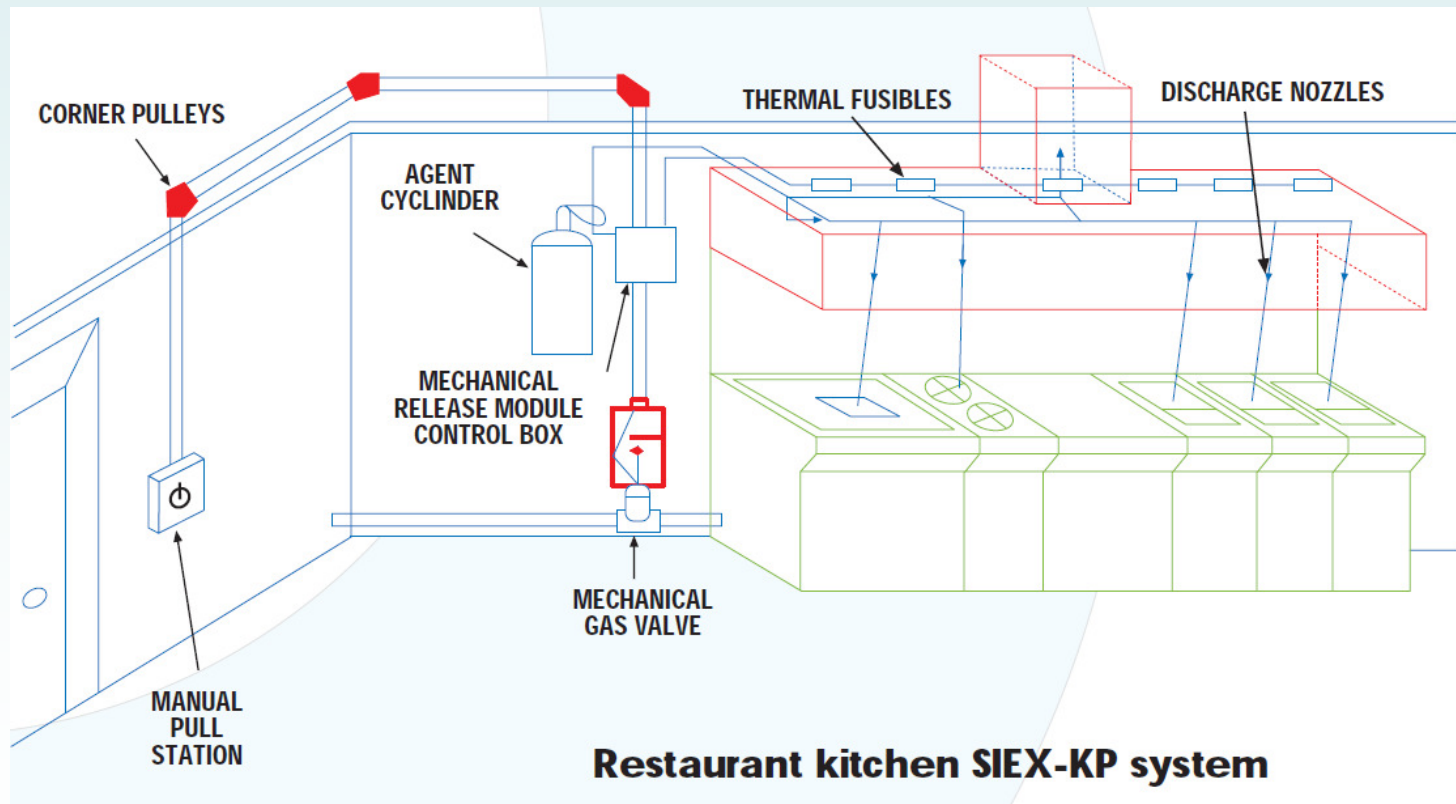 CORNER PULLEYS
THERMAL FUSIBLES
DISCHARGE NOZZLES
AGENT
CYCLINDER
MECHANICAL
RELEASE MODULE
CONTROL BOX
MECHANICAL
GAS VALVE
MANUAL
PULL
STATION
Restaurant kitchen SIEX-KP system